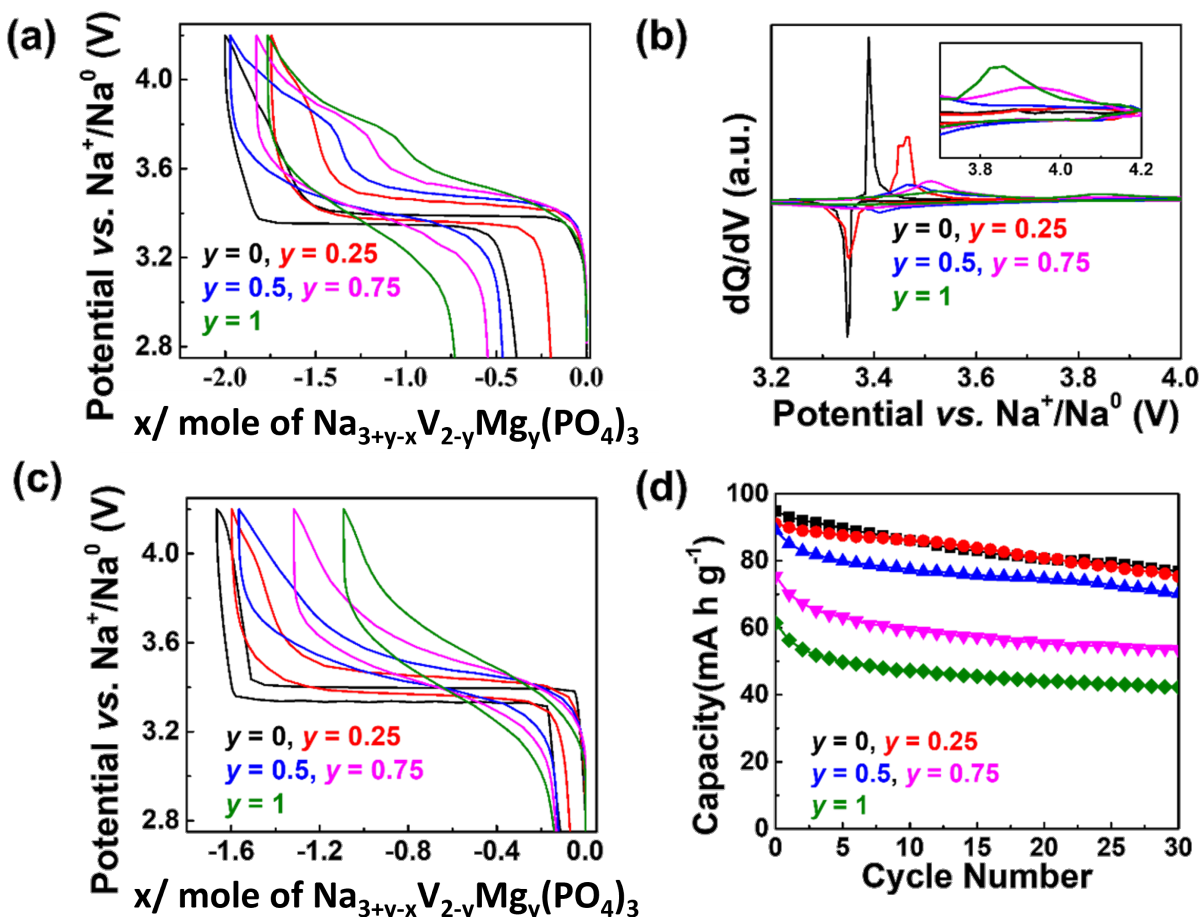 (a)
Potential vs. Na⁺/Na⁰ (V)
4.0
3.6
3.2
2.8
y = 0, y = 0.25
y = 0.5, y = 0.75
y = 1
-2.0 -1.5 -1.0 -0.5 0.0
x/ mole of Na₃₊y₋ₓV₂₋yMgy(PO₄)₃
(b)
dQ/dV (a.u.)
3.8 4.0 4.2
y = 0, y = 0.25
y = 0.5, y = 0.75
y = 1
3.2 3.4 3.6 3.8 4.0
Potential vs. Na⁺/Na⁰ (V)
(c)
Potential vs. Na⁺/Na⁰ (V)
4.0
3.6
3.2
2.8
y = 0, y = 0.25
y = 0.5, y = 0.75
y = 1
-1.6 -1.2 -0.8 -0.4 0.0
x/ mole of Na₃₊y₋ₓV₂₋yMgy(PO₄)₃
(d)
Capacity(mA h g⁻¹)
100
80
60
40
20
0
y = 0, y = 0.25
y = 0.5, y = 0.75
y = 1
0 5 10 15 20 25 30
Cycle Number